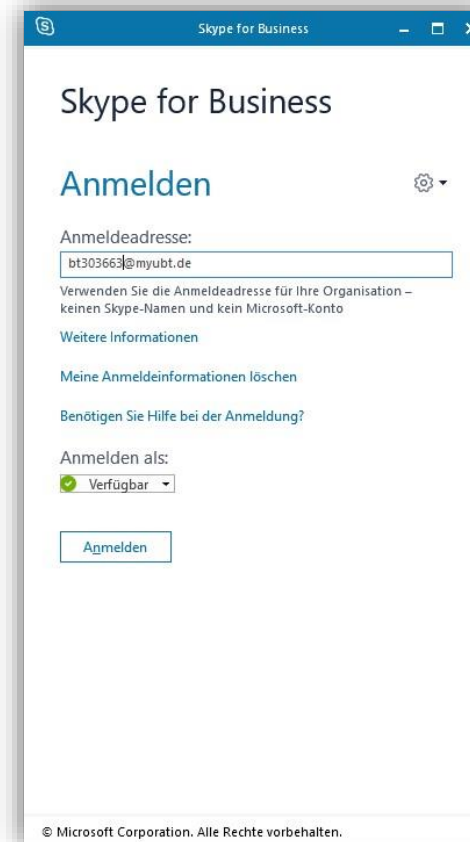 Skype for Business
Skype for Business
Anmelden
Anmeldeadresse:
bt303663@myubt.de
Verwenden Sie die Anmeldeadresse für Ihre Organisation –
keinen Skype-Namen und kein Microsoft-Konto
Weitere Informationen
Meine Anmeldeinformationen löschen
Benötigen Sie Hilfe bei der Anmeldung?
Anmelden als:
Verfügbar
Anmelden
© Microsoft Corporation. Alle Rechte vorbehalten.